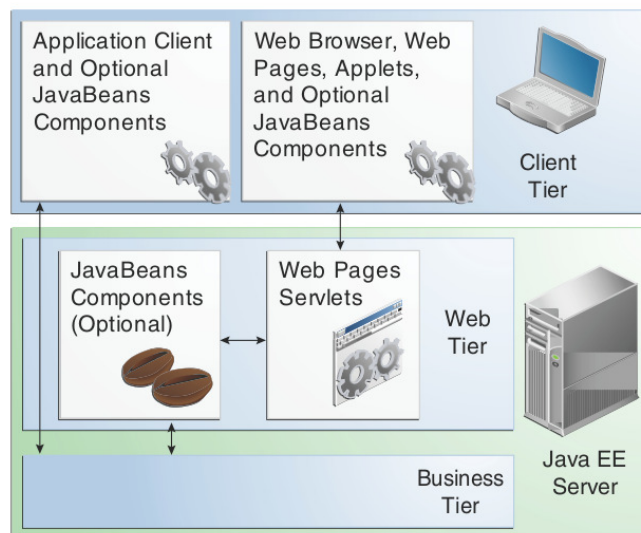 Application Client
and Optional
JavaBeans
Components
Web Browser, Web
Pages, Applets,
and Optional
JavaBeans
Components
Client
Tier
JavaBeans
Components
(Optional)
Web Pages
Servlets
Web
Tier
Java EE
Server
Business
Tier